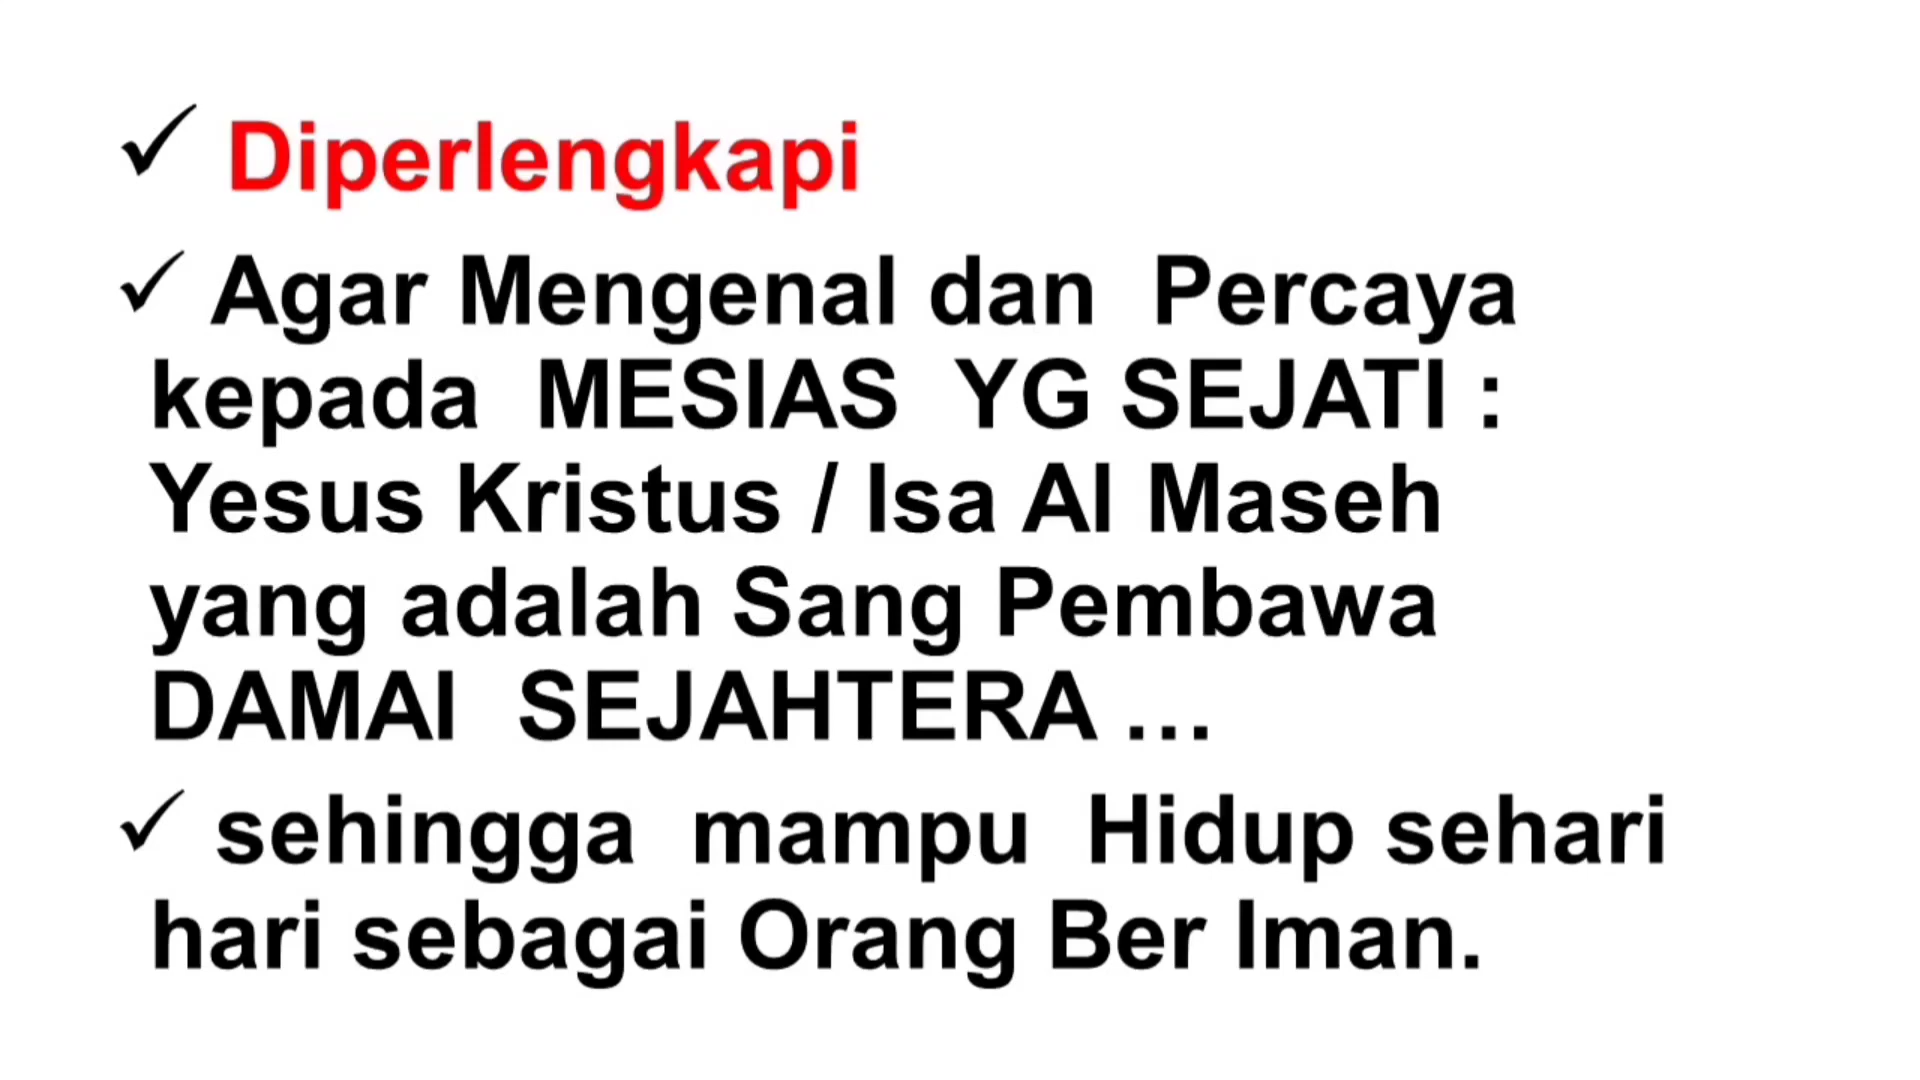 ✓ Diperlengkapi
✓ Agar Mengenal dan Percaya
kepada MESIAS YG SEJATI :
Yesus Kristus / Isa Al Maseh
yang adalah Sang Pembawa
DAMAI SEJAHTERA ...
✓ sehingga mampu Hidup sehari
hari sebagai Orang Ber Iman.